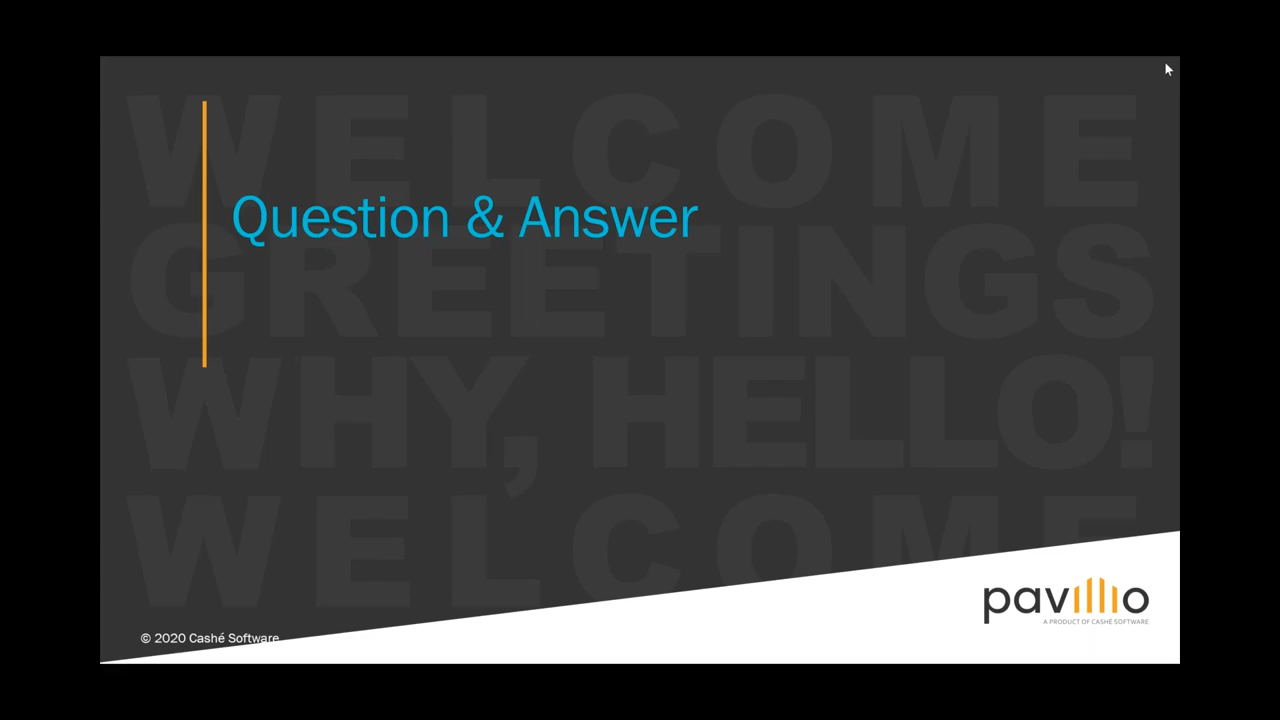 WELCOME
Question & Answer
GREETINGS
WHY, HELLO!
WELCOME
pavillio
A PRODUCT OF CASHÉ SOFTWARE
© 2020 Cashé Software